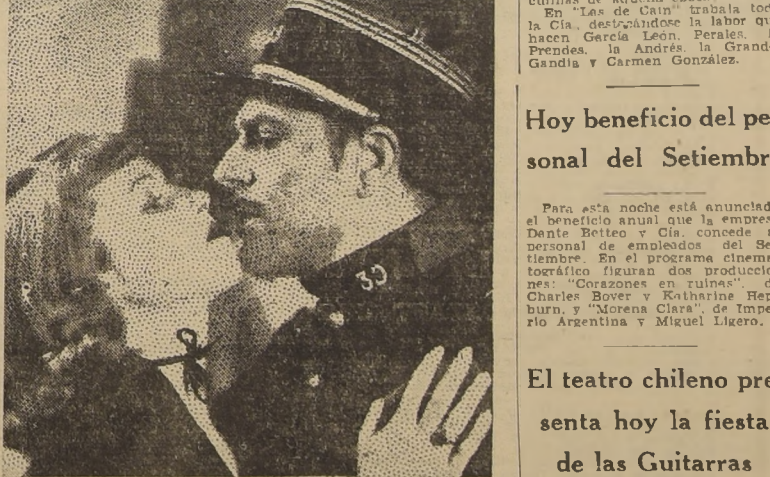 En "Las de Caín" trabaja tod
la Cía., destacándose la labor qu
hacen García León, Perales,
Prendes, la Andrés, la Grand
Gandía y Carmen González.
Hoy beneficio del pe
sonal del Setiembr
Para esta noche está anunciad
el beneficio anual que la empres
Dante Betteo y Cía. concede
personal de empleados del Se
tiembre. En el programa cinema
tográfico figuran dos produccio
nes: "Corazones en ruinas", d
Charles Boyer y Katharine Hep
burn, y "Morena Clara", de Impe
rio Argentina y Miguel Ligero.
El teatro chileno pre
senta hoy la fiesta
de las Guitarras
39